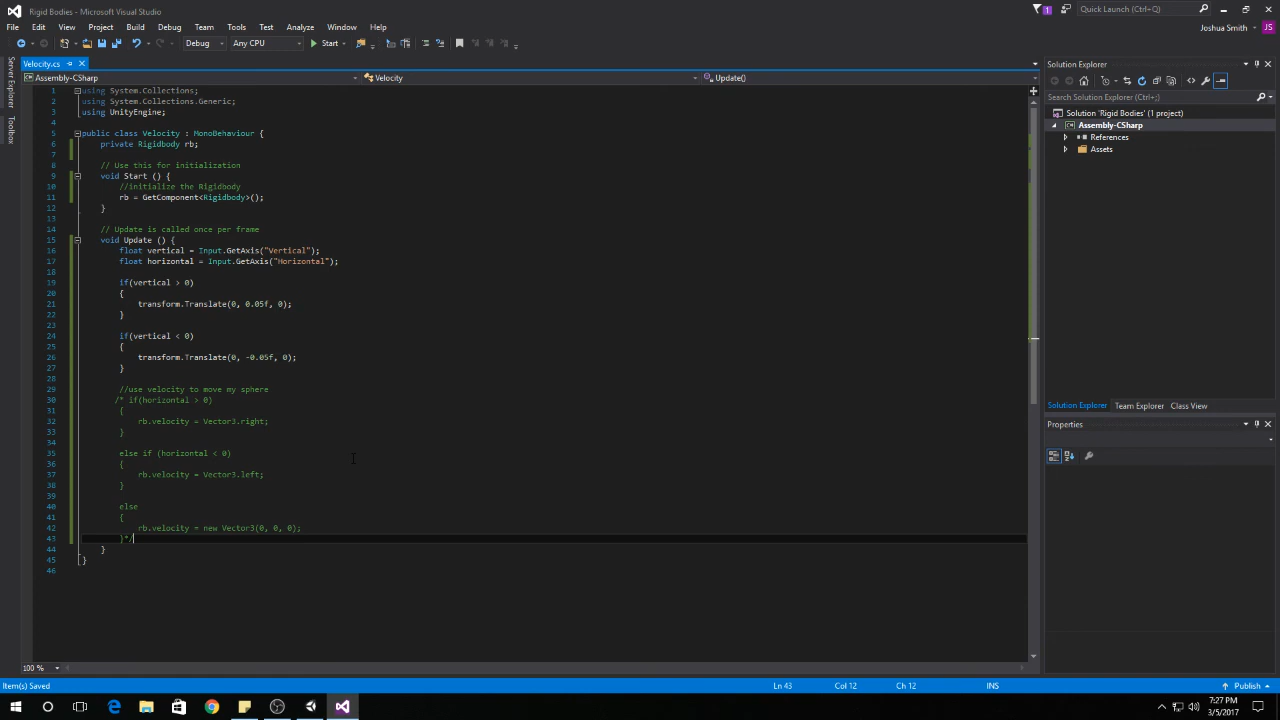 Rigid Bodies - Microsoft Visual Studio
1
Quick Launch (Ctrl+Q)
File Edit View Project Build Debug Team Tools Test Analyze Window Help
Joshua Smith
JS
Debug
Any CPU
Start
Server Explorer
Toolbox
Velocity.cs
Assembly-CSharp
Velocity
Update()
1 using System.Collections;
2 using System.Collections.Generic;
3 using UnityEngine;
4
5 public class Velocity : MonoBehaviour {
6 private Rigidbody rb;
7
8 // Use this for initialization
9 void Start () {
10 //initialize the Rigidbody
11 rb = GetComponent<Rigidbody>();
12 }
13
14 // Update is called once per frame
15 void Update () {
16 float vertical = Input.GetAxis("Vertical");
17 float horizontal = Input.GetAxis("Horizontal");
18
19 if(vertical > 0)
20 {
21 transform.Translate(0, 0.05f, 0);
22 }
23
24 if(vertical < 0)
25 {
26 transform.Translate(0, -0.05f, 0);
27 }
28
29 //use velocity to move my sphere
30 /* if(horizontal > 0)
31 {
32 rb.velocity = Vector3.right;
33 }
34
35 else if (horizontal < 0)
36 {
37 rb.velocity = Vector3.left;
38 }
39
40 else
41 {
42 rb.velocity = new Vector3(0, 0, 0);
43 }*/
44 }
45 }
46
100 %
Solution Explorer
Search Solution Explorer (Ctrl+;)
Solution 'Rigid Bodies' (1 project)
Assembly-CSharp
References
Assets
Solution Explorer Team Explorer Class View
Properties
Item(s) Saved
Ln 43
Col 12
Ch 12
INS
Publish
7:27 PM
3/5/2017